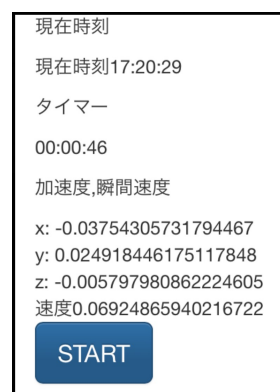 現在時刻
現在時刻17:20:29
タイマー
00:00:46
加速度,瞬間速度
x: -0.03754305731794467
y: 0.024918446175117848
z: -0.005797980862224605
速度0.06924865940216722
START